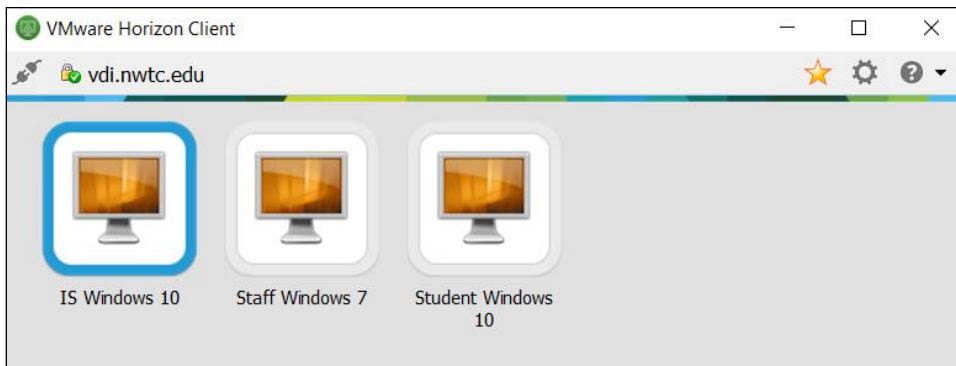 VMware Horizon Client
vdi.nwtc.edu
IS Windows 10
Staff Windows 7
Student Windows
10